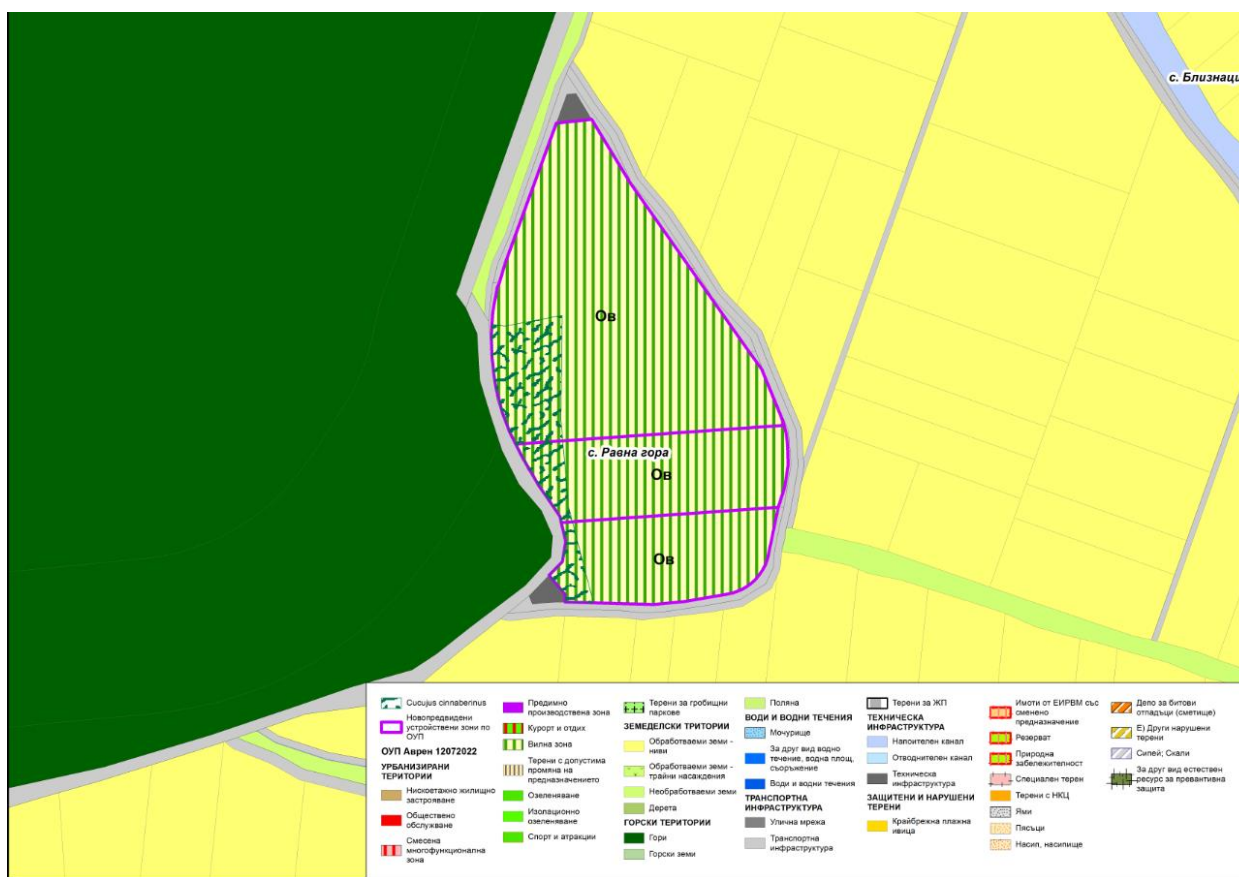 с. Близнаци
Ов
с. Равна гора
Ов
Ов
Cucujus cinnaberinus
Новопредвидени
устройствени зони по
ОУП
ОУП Аврен 12072022
УРБАНИЗИРАНИ
ТЕРИТОРИИ
Нискоетажно жилищно
застрояване
Обществено
обслужване
Смесена
многофункционална
зона
Предимно
производствена зона
Курорт и отдих
Вилна зона
Терени с допустима
промяна на
предназначението
Озеленяване
Изолационно
озеленяване
Спорт и атракции
Терени за гробищни
паркове
ЗЕМЕДЕЛСКИ ТРИТОРИИ
Обработваеми земи -
ниви
Обработваеми земи -
трайни насаждения
Необработваеми земи
Дерета
ГОРСКИ ТЕРИТОРИИ
Гори
Горски земи
Поляна
ВОДИ И ВОДНИ ТЕЧЕНИЯ
Мочурище
За друг вид водно
течение, водна площ,
съоръжение
Води и водни течения
ТРАНСПОРТНА
ИНФРАСТРУКТУРА
Улична мрежа
Транспортна
инфраструктура
Терени за ЖП
ТЕХНИЧЕСКА
ИНФРАСТРУКТУРА
Напоителен канал
Отводнителен канал
Техническа
инфраструктура
ЗАЩИТЕНИ И НАРУШЕНИ
ТЕРЕНИ
Крайбрежна плажна
ивица
Имоти от ЕИРВМ със
сменено
предназначение
Резерват
Природна
забележителност
Специален терен
Терени с НКЦ
Ями
Пясъци
Насип, насипище
Депо за битови
отпадъци (сметище)
Е) Други нарушени
терени
Сипей; Скали
За друг вид естествен
ресурс за превантивна
защита